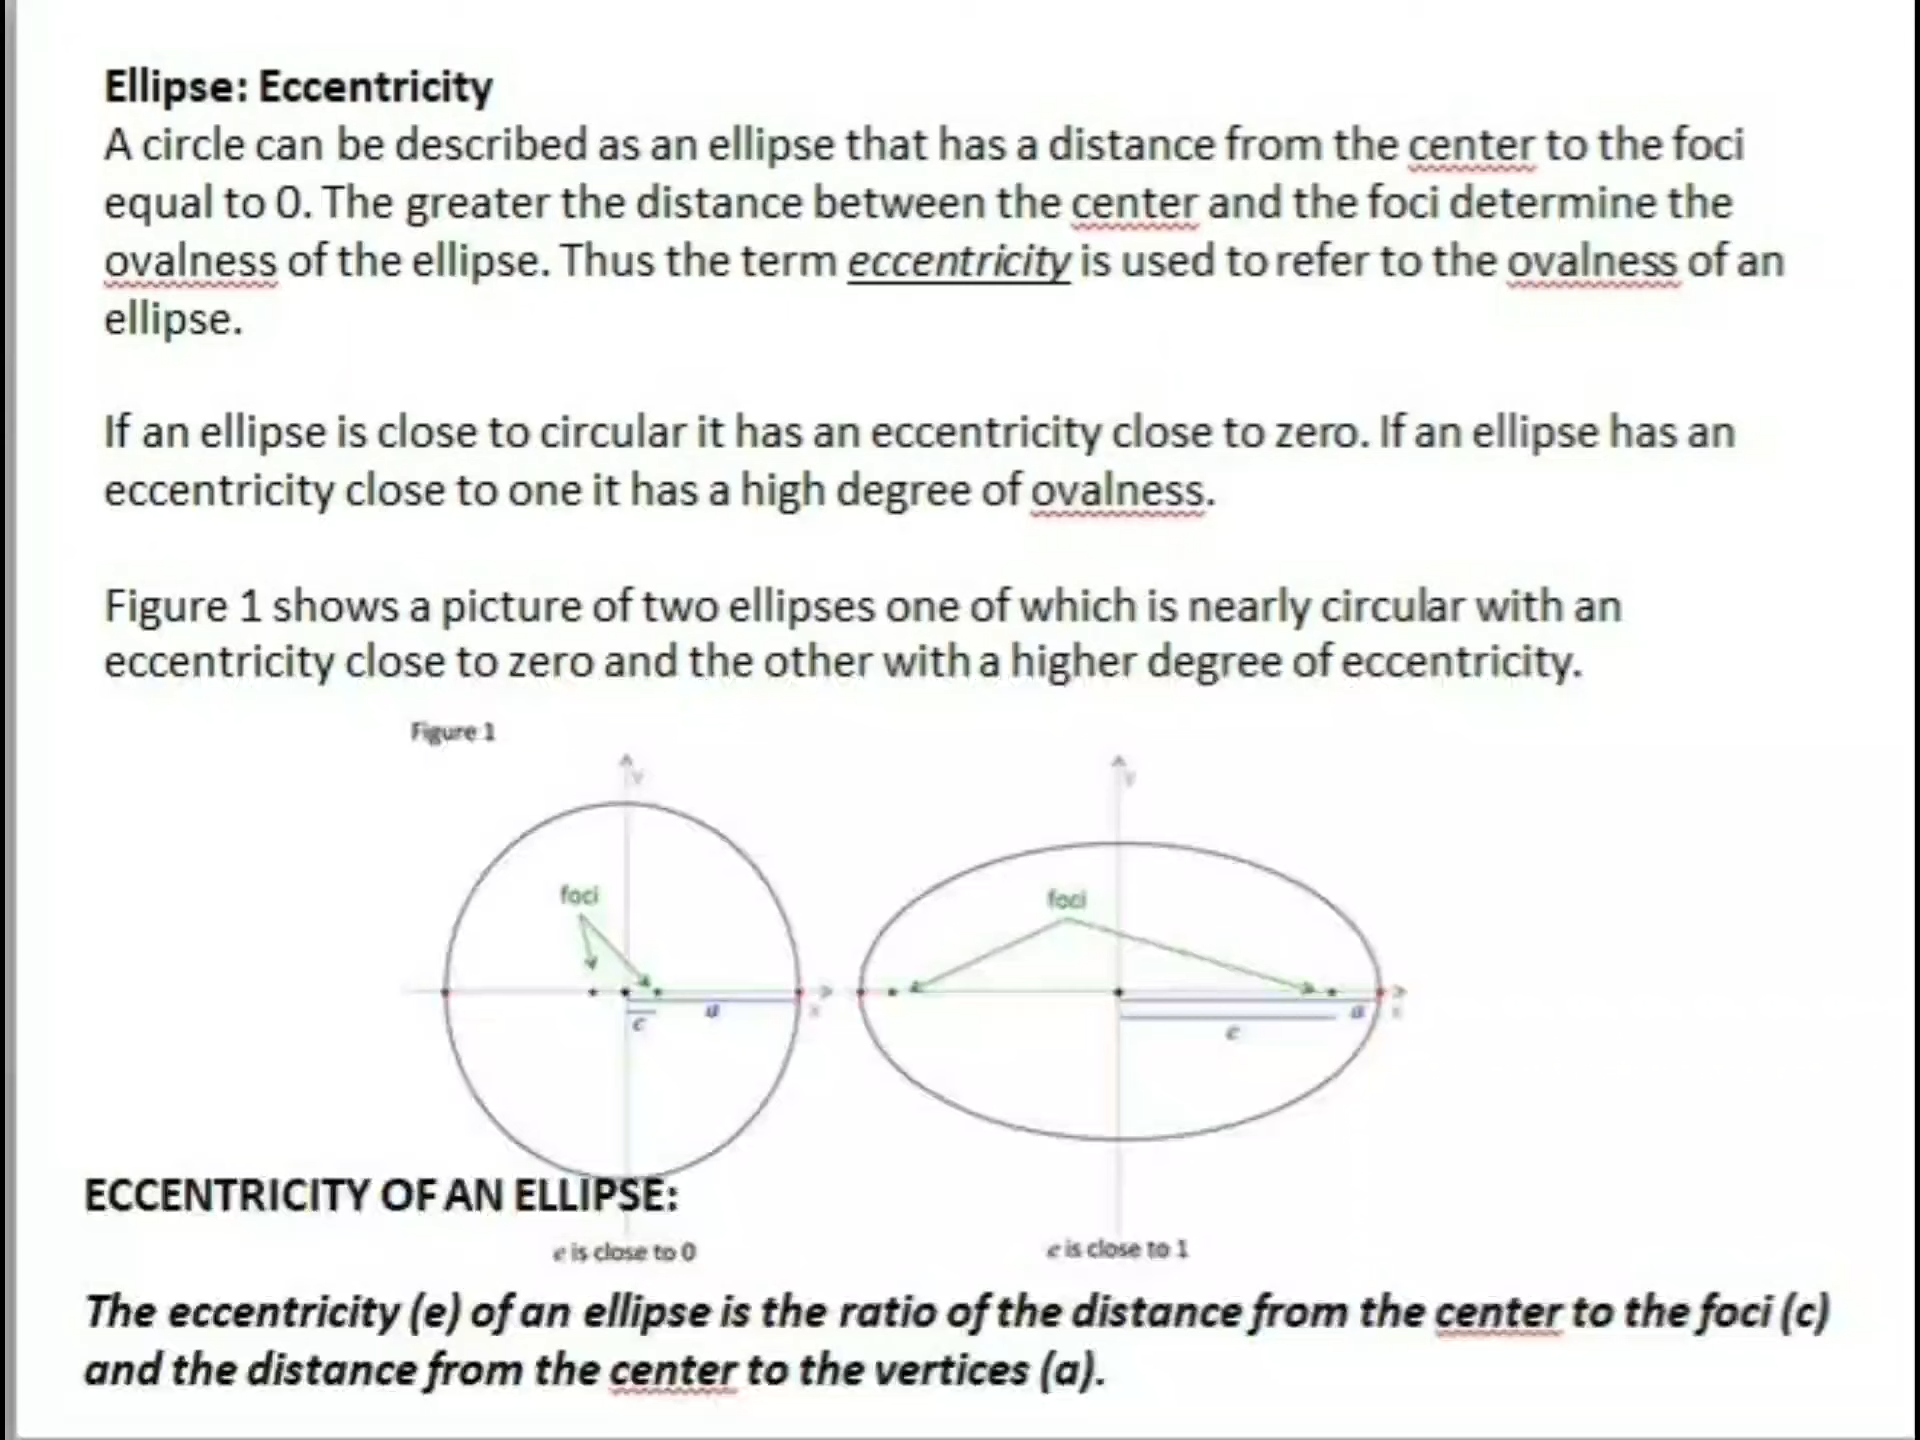 Ellipse: Eccentricity
A circle can be described as an ellipse that has a distance from the center to the foci
equal to 0. The greater the distance between the center and the foci determine the
ovalness of the ellipse. Thus the term eccentricity is used to refer to the ovalness of an
ellipse.
If an ellipse is close to circular it has an eccentricity close to zero. If an ellipse has an
eccentricity close to one it has a high degree of ovalness.
Figure 1 shows a picture of two ellipses one of which is nearly circular with an
eccentricity close to zero and the other with a higher degree of eccentricity.
Figure 1
y
y
foci
foci
c
a
x
c
a
x
ECCENTRICITY OF AN ELLIPSE:
e is close to 0
e is close to 1
The eccentricity (e) of an ellipse is the ratio of the distance from the center to the foci (c)
and the distance from the center to the vertices (a).